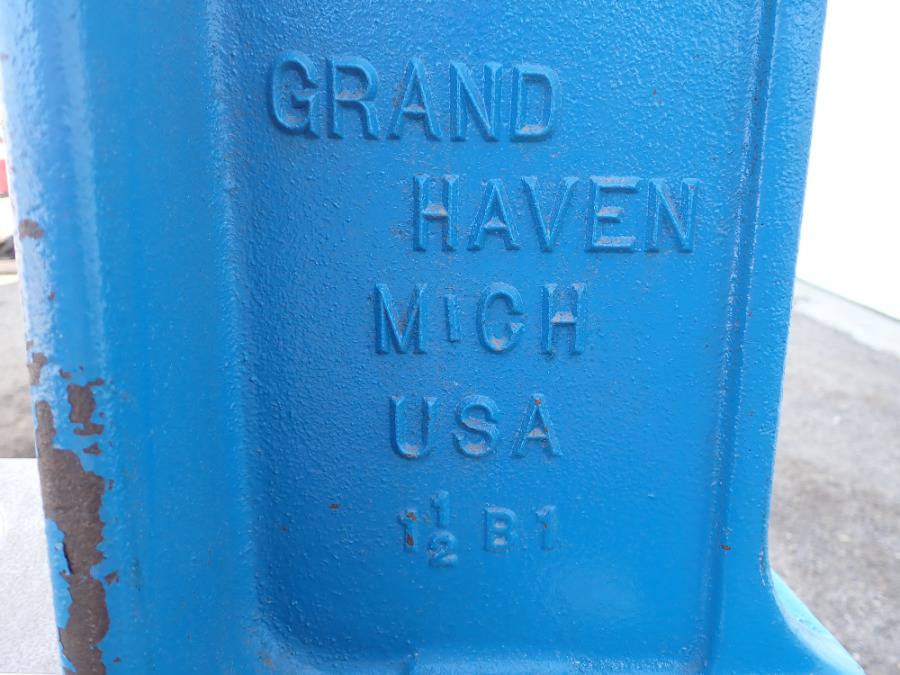 GRAND
HAVEN
MICH
USA
1 1/2 B1